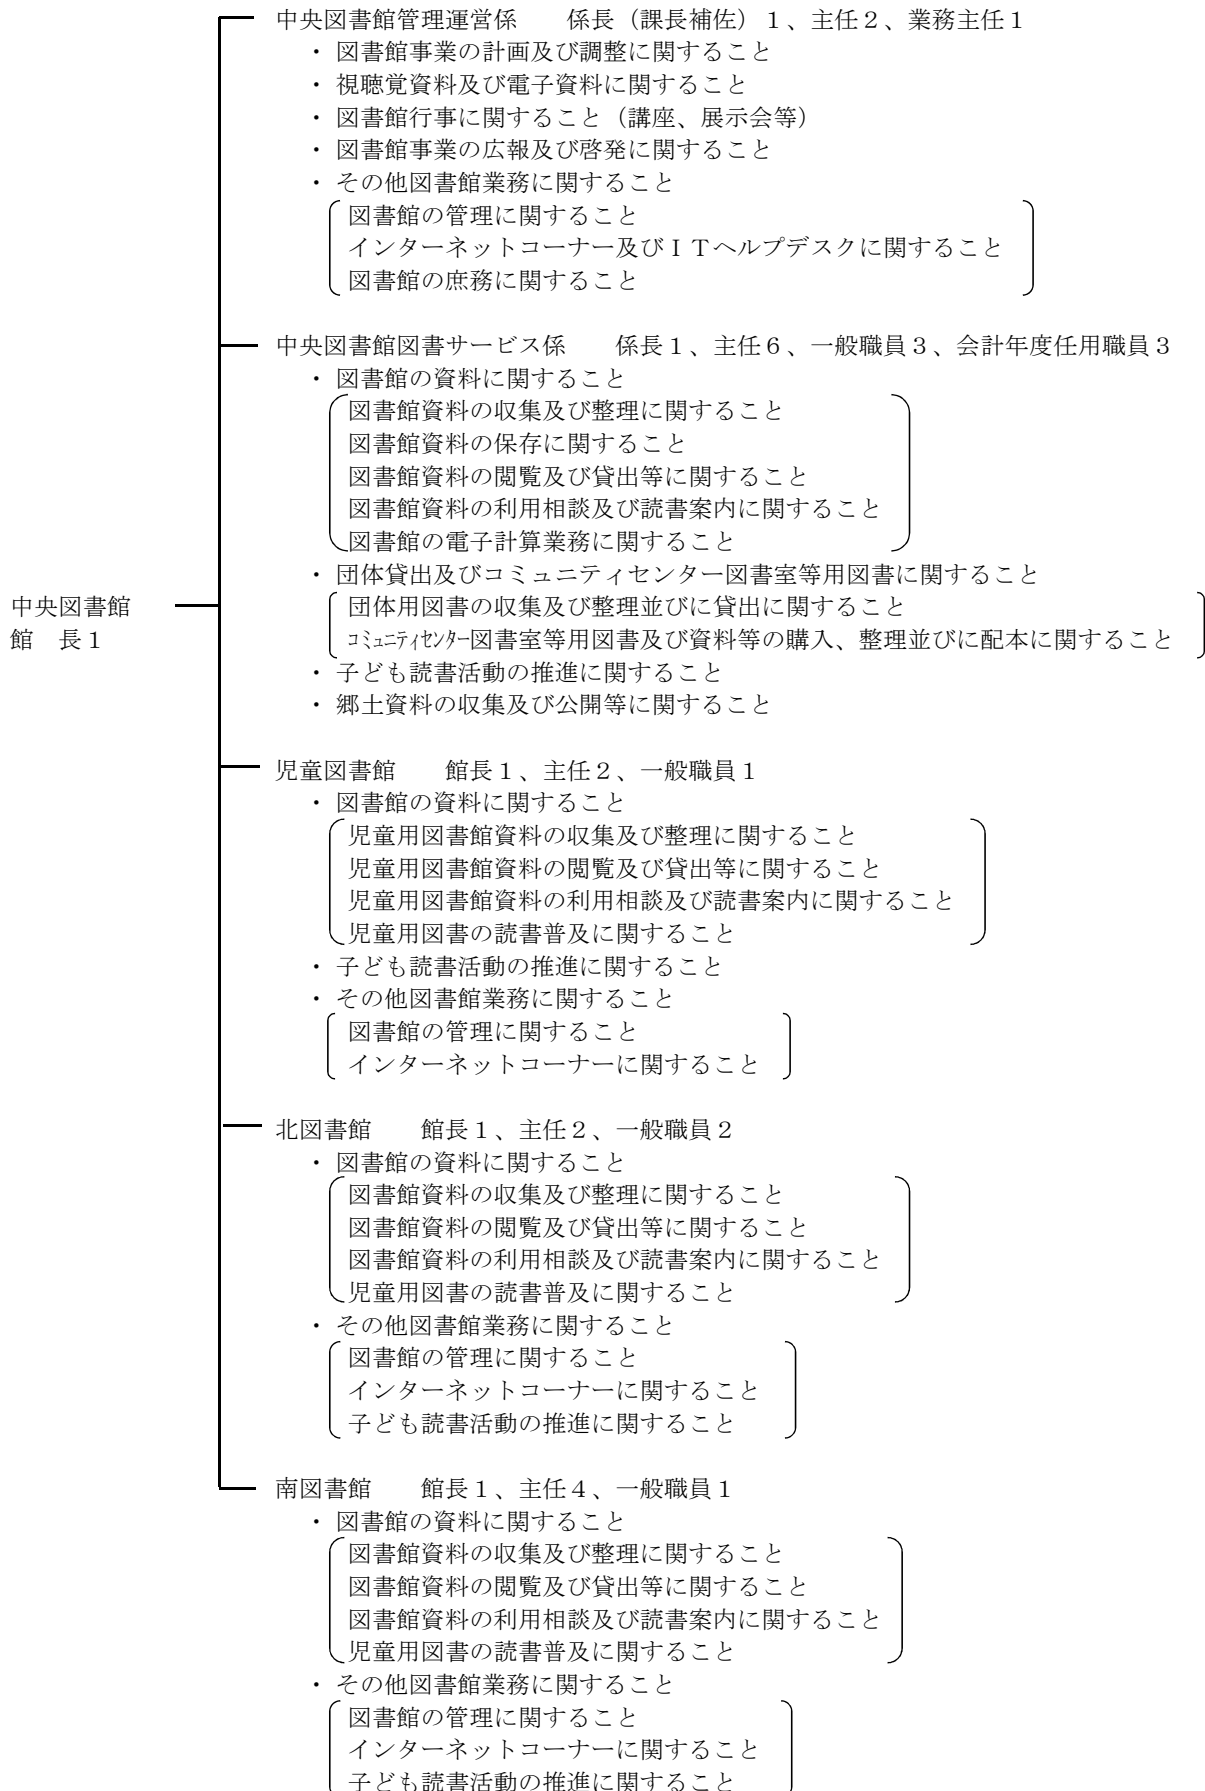 中央図書館管理運営係　　係長（課長補佐）１、主任２、業務主任１
・ 図書館事業の計画及び調整に関すること
・ 視聴覚資料及び電子資料に関すること
・ 図書館行事に関すること（講座、展示会等）
・ 図書館事業の広報及び啓発に関すること
・ その他図書館業務に関すること
図書館の管理に関すること
インターネットコーナー及びＩＴヘルプデスクに関すること
図書館の庶務に関すること
中央図書館図書サービス係　　係長１、主任６、一般職員３、会計年度任用職員３
・ 図書館の資料に関すること
図書館資料の収集及び整理に関すること
図書館資料の保存に関すること
図書館資料の閲覧及び貸出等に関すること
図書館資料の利用相談及び読書案内に関すること
図書館の電子計算業務に関すること
・ 団体貸出及びコミュニティセンター図書室等用図書に関すること
団体用図書の収集及び整理並びに貸出に関すること
ｺﾐｭﾆﾃｨｾﾝﾀｰ図書室等用図書及び資料等の購入、整理並びに配本に関すること
・ 子ども読書活動の推進に関すること
・ 郷土資料の収集及び公開等に関すること
中央図書館
館　長１
児童図書館　　館長１、主任２、一般職員１
・ 図書館の資料に関すること
児童用図書館資料の収集及び整理に関すること
児童用図書館資料の閲覧及び貸出等に関すること
児童用図書館資料の利用相談及び読書案内に関すること
児童用図書の読書普及に関すること
・ 子ども読書活動の推進に関すること
・ その他図書館業務に関すること
図書館の管理に関すること
インターネットコーナーに関すること
北図書館　　館長１、主任２、一般職員２
・ 図書館の資料に関すること
図書館資料の収集及び整理に関すること
図書館資料の閲覧及び貸出等に関すること
図書館資料の利用相談及び読書案内に関すること
児童用図書の読書普及に関すること
・ その他図書館業務に関すること
図書館の管理に関すること
インターネットコーナーに関すること
子ども読書活動の推進に関すること
南図書館　　館長１、主任４、一般職員１
・ 図書館の資料に関すること
図書館資料の収集及び整理に関すること
図書館資料の閲覧及び貸出等に関すること
図書館資料の利用相談及び読書案内に関すること
児童用図書の読書普及に関すること
・ その他図書館業務に関すること
図書館の管理に関すること
インターネットコーナーに関すること
子ども読書活動の推進に関すること